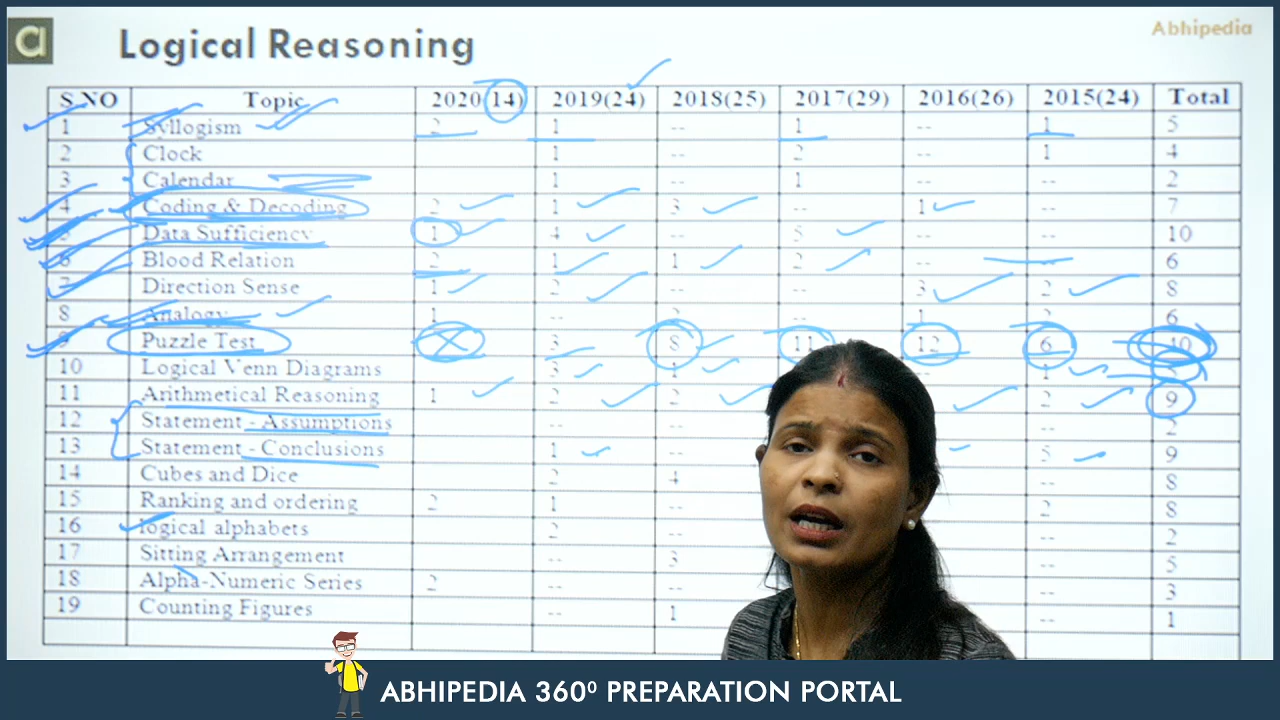 a
Logical Reasoning
Abhipedia
S.NO Topic 2020(14) 2019(24) 2018(25) 2017(29) 2016(26) 2015(24) Total
1 Syllogism 2 1 -- 1 -- 1 5
2 Clock 1 -- 2 -- 1 4
3 Calendar 1 -- 1 -- -- 2
4 Coding & Decoding 2 1 3 -- 1 -- 7
5 Data Sufficiency 1 4 -- 5 -- -- 10
6 Blood Relation 2 1 1 2 -- 6
7 Direction Sense 1 2 -- -- 3 2 8
8 Analogy 1 -- 2 -- 1 2 6
9 Puzzle Test 3 8 11 12 6 40
10 Logical Venn Diagrams 3 1 -- 1
11 Arithmetical Reasoning 1 2 2 2 9
12 Statement - Assumptions -- -- -- 2
13 Statement - Conclusions 1 -- 5 9
14 Cubes and Dice 2 4 -- 8
15 Ranking and ordering 2 1 2 8
16 logical alphabets 2 -- 2
17 Sitting Arrangement -- 3 -- 5
18 Alpha-Numeric Series 2 -- -- -- 3
19 Counting Figures -- 1 -- 1
ABHIPEDIA 360⁰ PREPARATION PORTAL